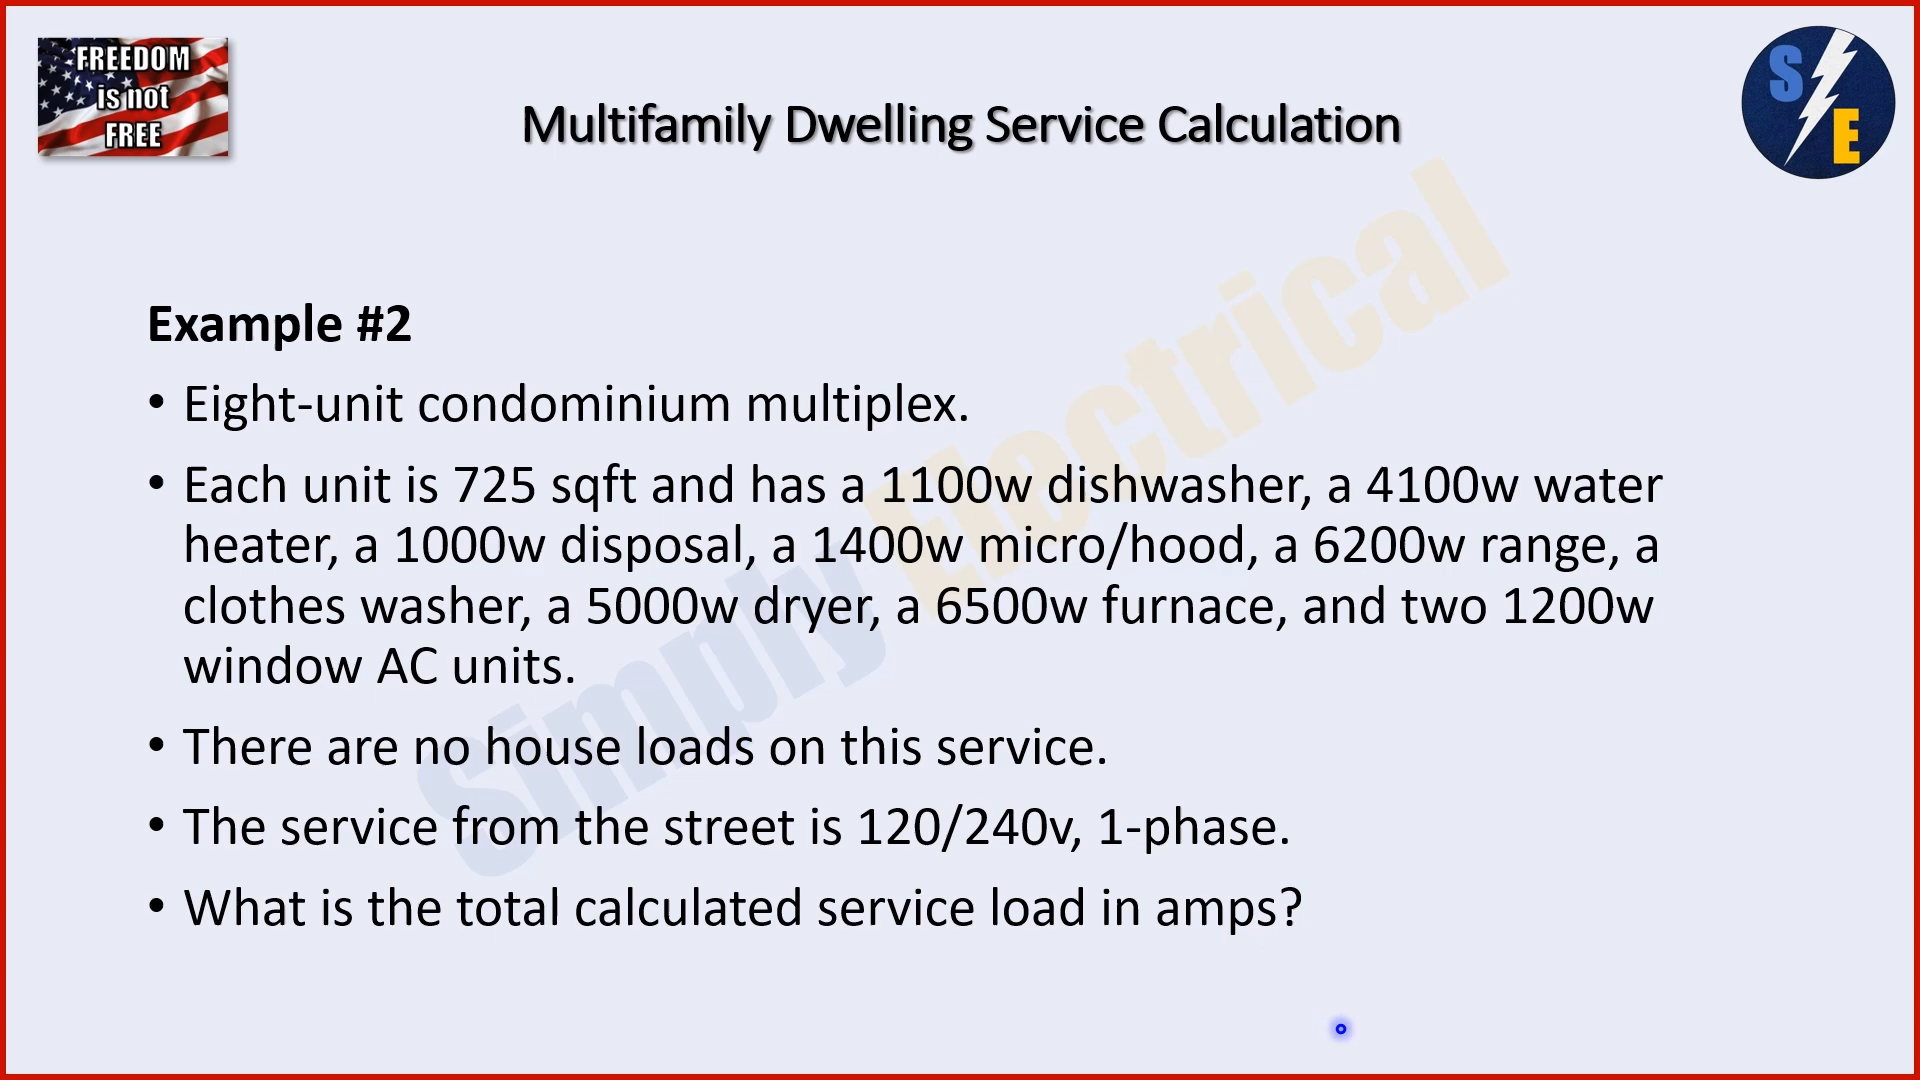 FREEDOM
is not
FREE
S
E
Multifamily Dwelling Service Calculation
Example #2
• Eight-unit condominium multiplex.
• Each unit is 725 sqft and has a 1100w dishwasher, a 4100w water
heater, a 1000w disposal, a 1400w micro/hood, a 6200w range, a
clothes washer, a 5000w dryer, a 6500w furnace, and two 1200w
window AC units.
• There are no house loads on this service.
• The service from the street is 120/240v, 1-phase.
• What is the total calculated service load in amps?
Simply Electrical